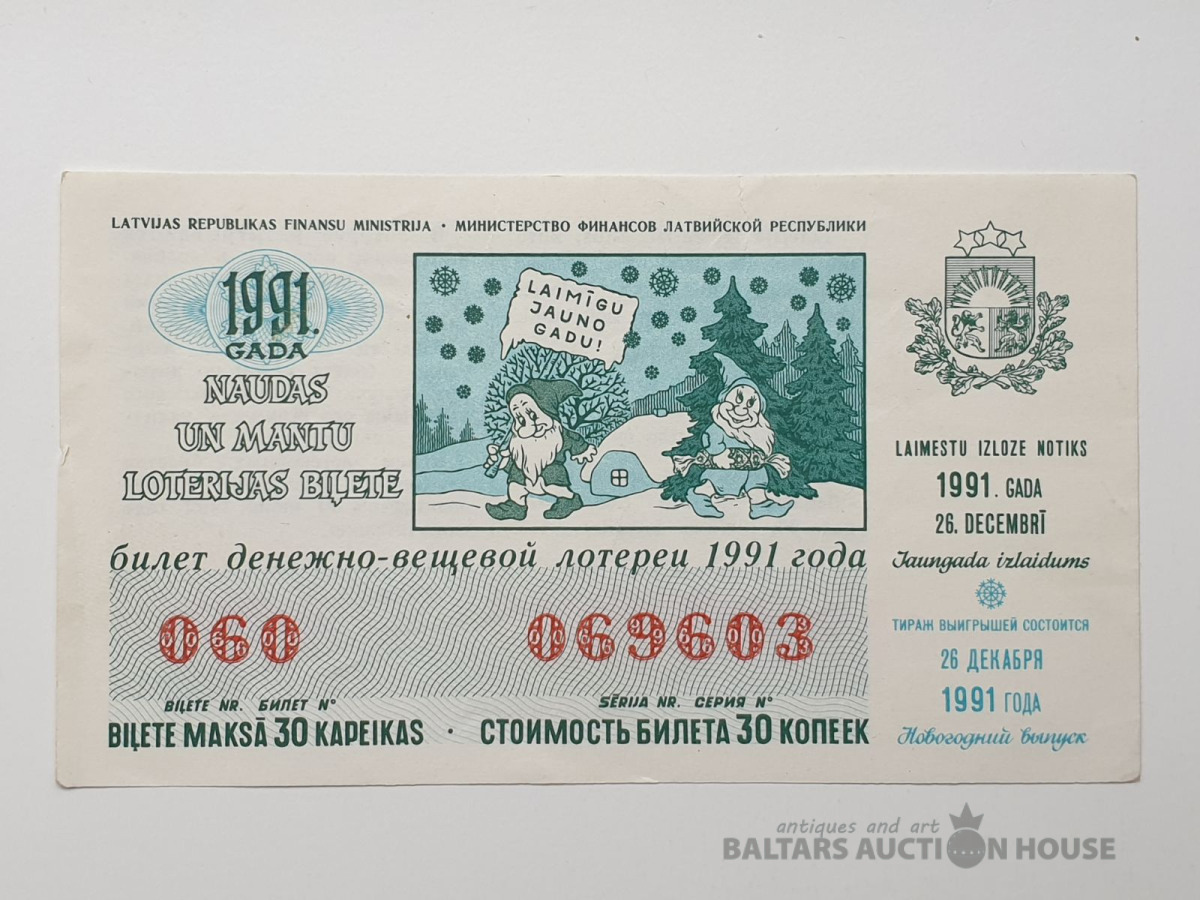 LATVIJAS REPUBLIKAS FINANSU MINISTRIJA · МИНИСТЕРСТВО ФИНАНСОВ ЛАТВИЙСКОЙ РЕСПУБЛИКИ
1991.
GADA
NAUDAS
UN MANTU
LOTERIJAS BIĻETE
LAIMĪGU
JAUNO
GADU!
билет денежно-вещевой лотереи 1991 года
060
069603
BIĻETE NR. БИЛЕТ N°
SĒRIJA NR. СЕРИЯ N°
BIĻETE MAKSĀ 30 KAPEIKAS · СТОИМОСТЬ БИЛЕТА 30 КОПЕЕК
LAIMESTU IZLOZE NOTIKS
1991. GADA
26. DECEMBRĪ
Jaungada izlaidums
ТИРАЖ ВЫИГРЫШЕЙ СОСТОИТСЯ
26 ДЕКАБРЯ
1991 ГОДА
Новогодний выпуск
antiques and art
BALTARS AUCTION HOUSE